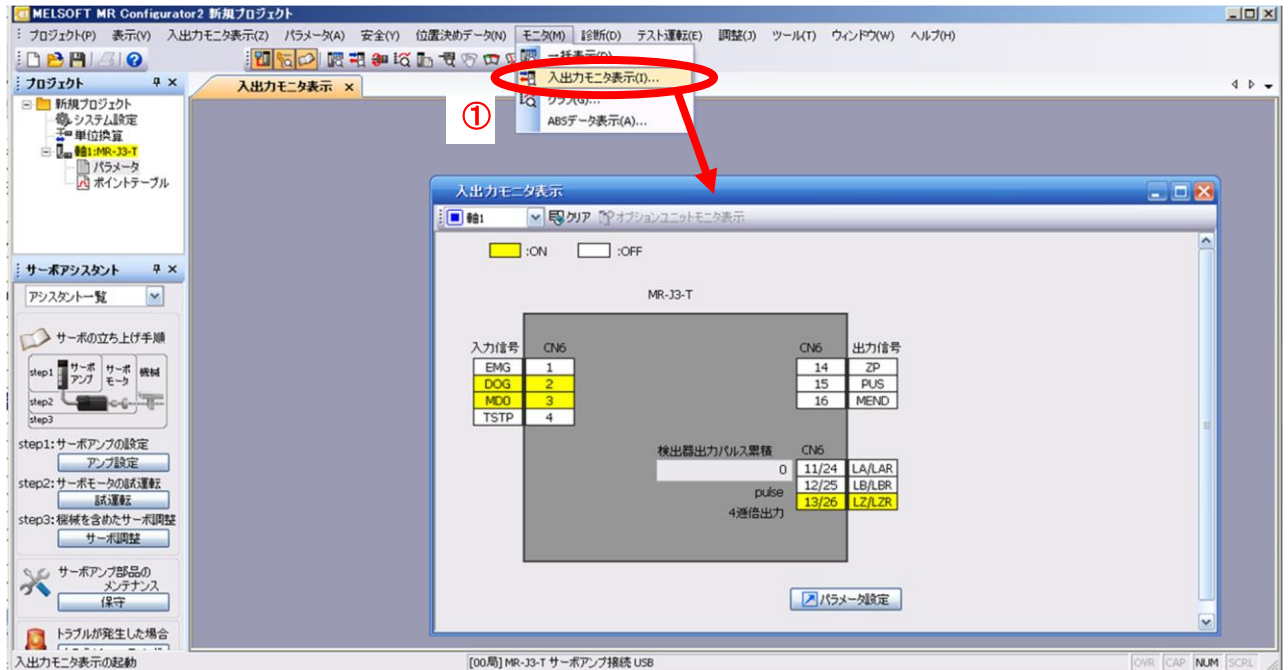 MELSOFT MR Configurator2 新規プロジェクト
プロジェクト(P) 表示(V) 入出力モニタ表示(Z) パラメータ(A) 安全(Y) 位置決めデータ(N) モニタ(M) 診断(D) テスト運転(E) 調整(J) ツール(T) ウィンドウ(W) ヘルプ(H)
一括表示(D)...
入出力モニタ表示(I)...
グラフ(G)...
ABSデータ表示(A)...
①
プロジェクト
入出力モニタ表示
新規プロジェクト
システム設定
単位換算
軸1:MR-J3-T
パラメータ
ポイントテーブル
サーボアシスタント
アシスタント一覧
サーボの立ち上げ手順
step1 サーボアンプ サーボモータ 機械
step2
step3
step1:サーボアンプの設定
アンプ設定
step2:サーボモータの試運転
試運転
step3:機械を含めたサーボ調整
サーボ調整
サーボアンプ部品の
メンテナンス
保守
トラブルが発生した場合
入出力モニタ表示
軸1 クリア オプションユニットモニタ表示
:ON :OFF
MR-J3-T
入力信号 CN6 CN6 出力信号
EMG 1 14 ZP
DOG 2 15 PUS
MD0 3 16 MEND
TSTP 4
検出器出力パルス累積 CN6
0 11/24 LA/LAR
pulse 12/25 LB/LBR
13/26 LZ/LZR
4逓倍出力
パラメータ設定
入出力モニタ表示の起動 [00局] MR-J3-T サーボアンプ接続 USB OVR CAP NUM SCRL